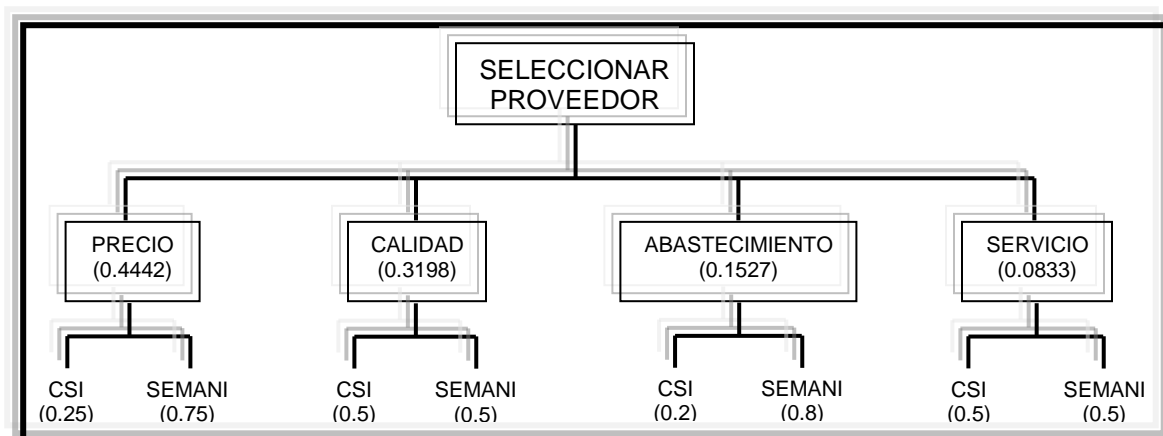 SELECCIONAR
PROVEEDOR
PRECIO
(0.4442)
CALIDAD
(0.3198)
ABASTECIMIENTO
(0.1527)
SERVICIO
(0.0833)
CSI
(0.25)
SEMANI
(0.75)
CSI
(0.5)
SEMANI
(0.5)
CSI
(0.2)
SEMANI
(0.8)
CSI
(0.5)
SEMANI
(0.5)